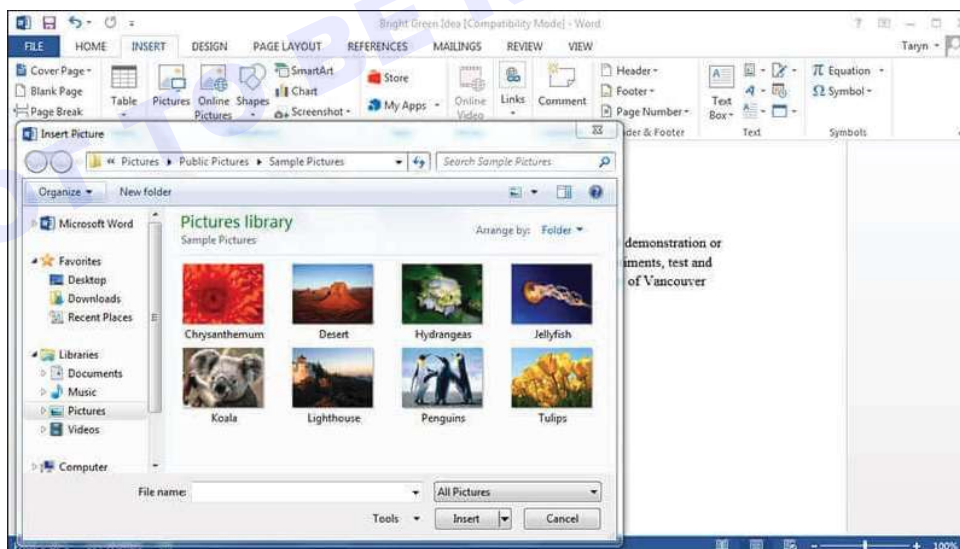 Bright Green Idea [Compatibility Mode] - Word
FILE HOME INSERT DESIGN PAGE LAYOUT REFERENCES MAILINGS REVIEW VIEW Taryn
Cover Page
Blank Page
Page Break
Table
Pictures
Online Pictures
Shapes
SmartArt
Chart
Screenshot
Store
My Apps
Online Video
Links
Comment
Header
Footer
Page Number
Header & Footer
Text Box
Text
π Equation
Ω Symbol
Symbols
Insert Picture
« Pictures Public Pictures Sample Pictures
Search Sample Pictures
Organize New folder
Microsoft Word
Favorites
Desktop
Downloads
Recent Places
Libraries
Documents
Music
Pictures
Videos
Computer
Pictures library
Sample Pictures
Arrange by: Folder
Chrysanthemum Desert Hydrangeas Jellyfish
Koala Lighthouse Penguins Tulips
File name: All Pictures
Tools Insert Cancel
demonstration or
iments, test and
of Vancouver
100%
OT TO BE